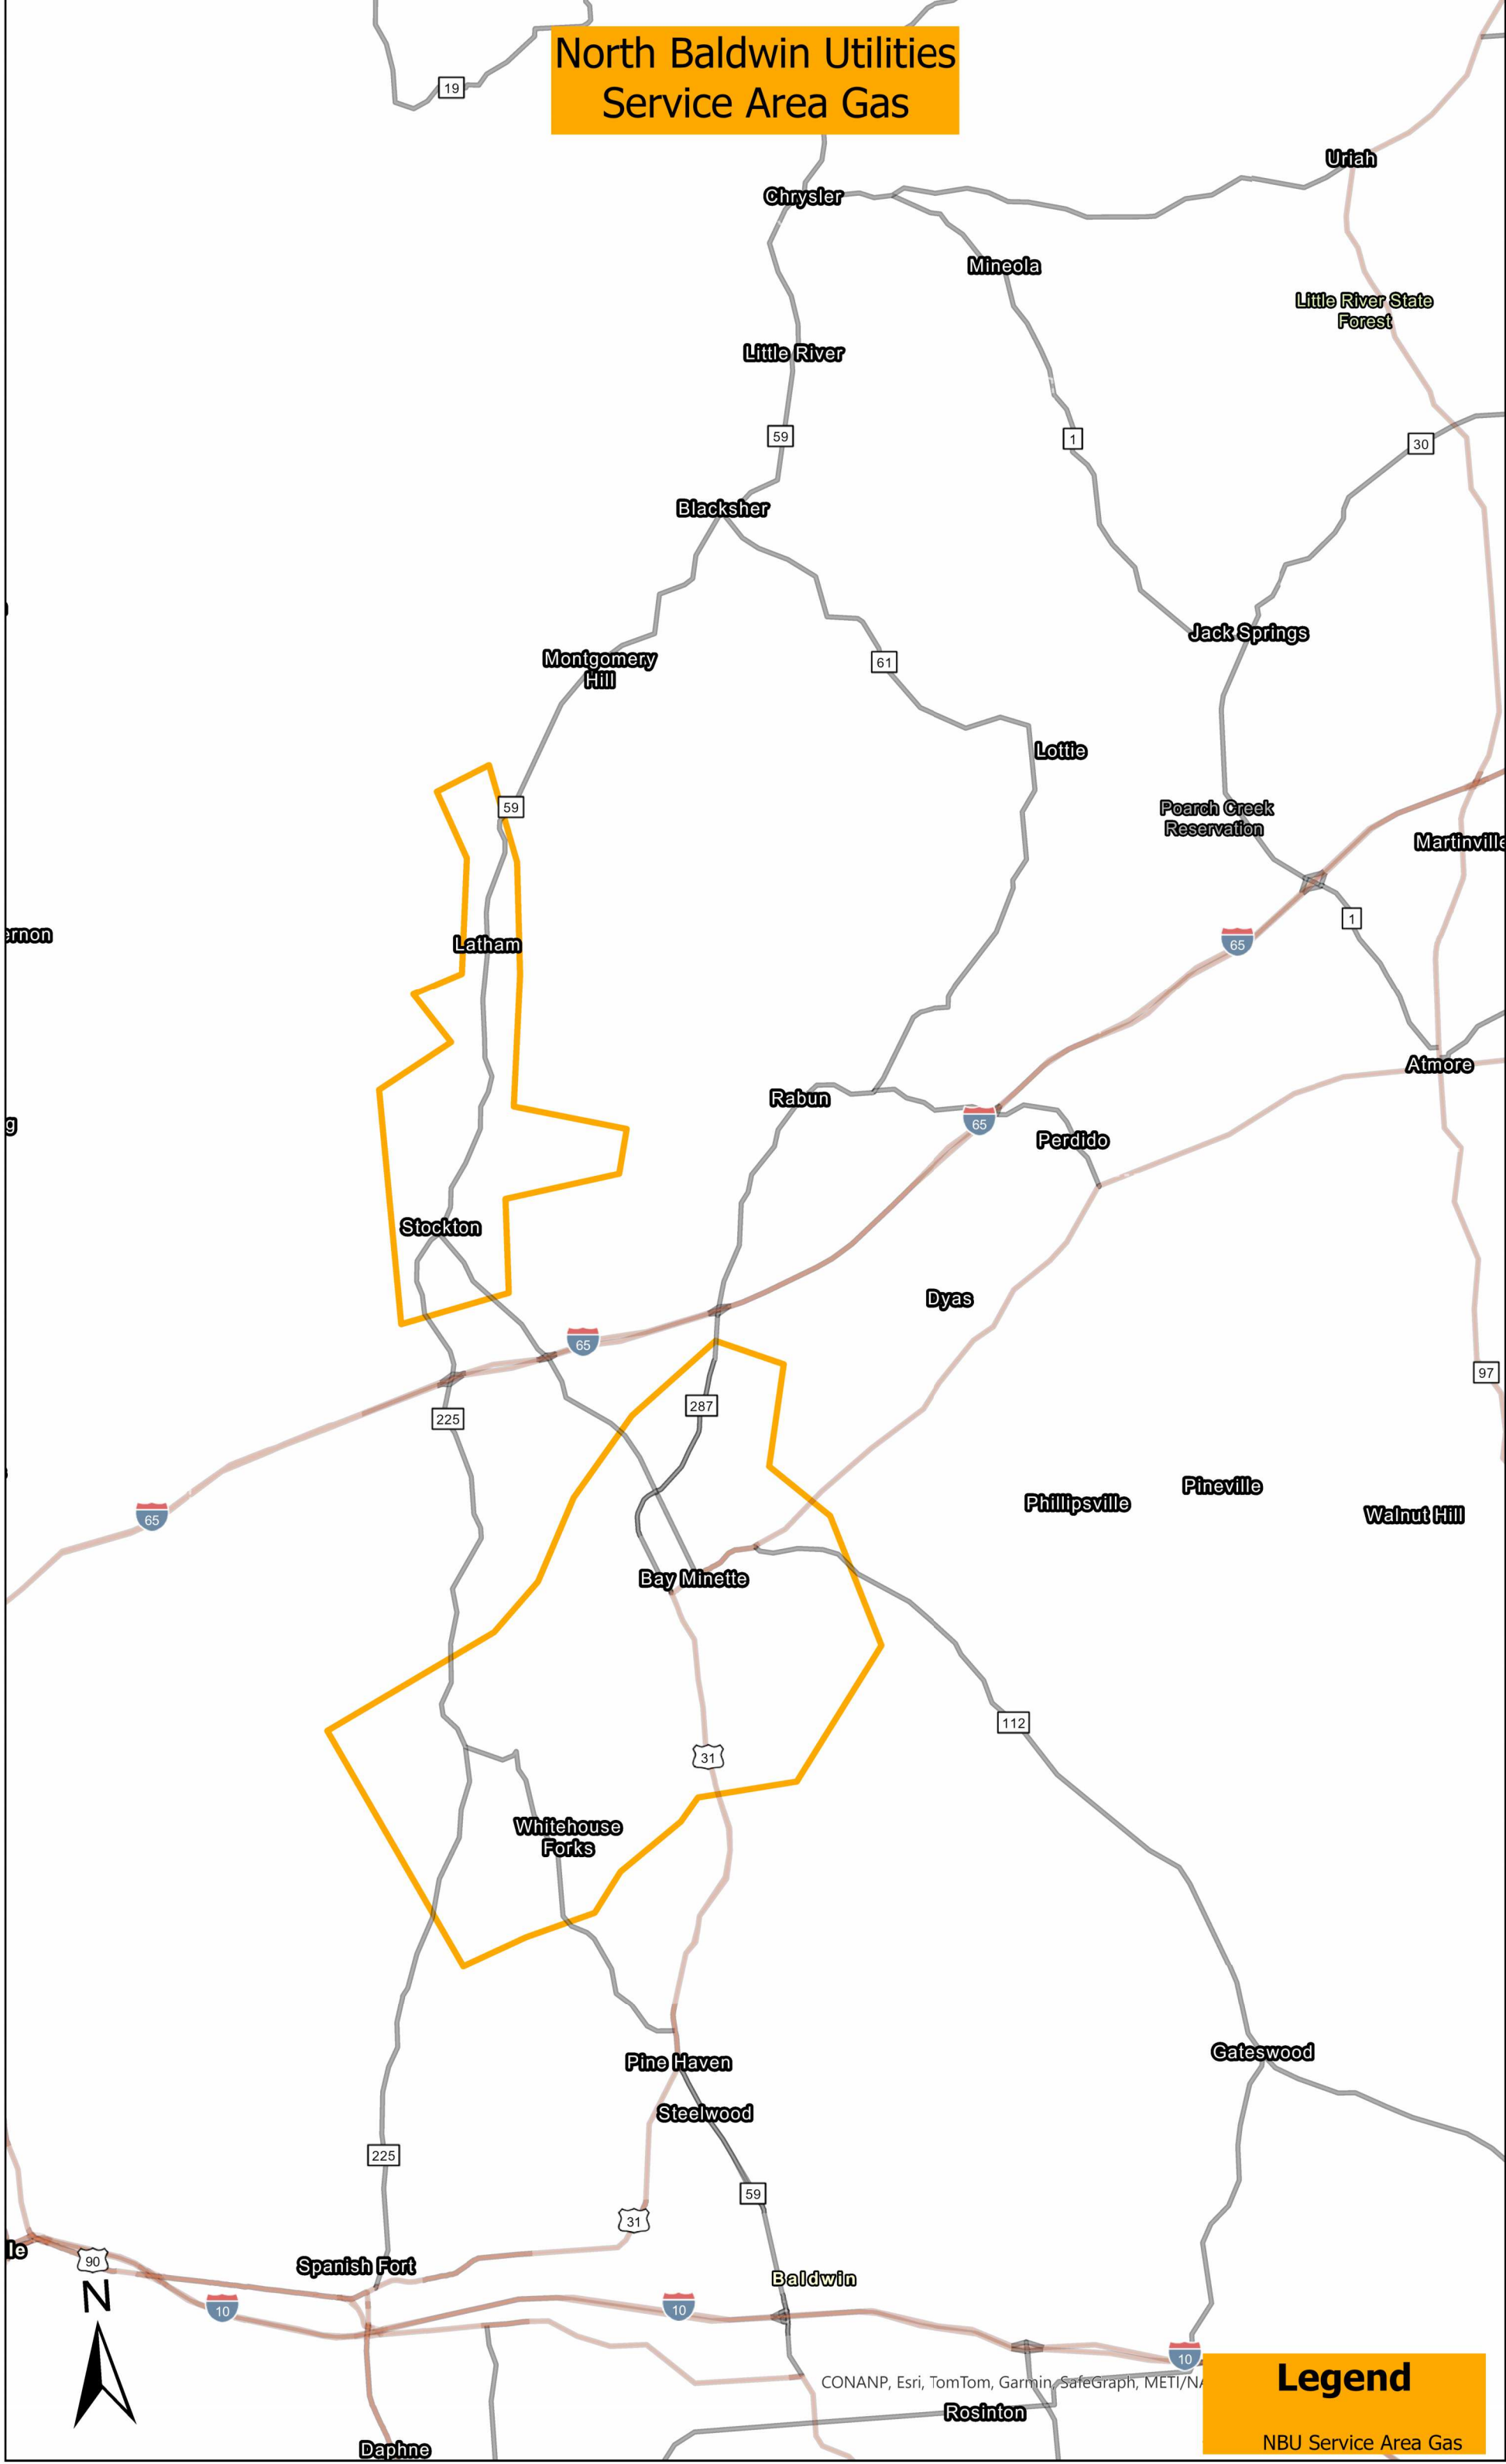 North Baldwin Utilities
Service Area Gas
19
Uriah
Chrysler
Mineola
Little River State
Forest
Little River
59
1
30
Blacksher
Jack Springs
Montgomery
Hill
61
Lottie
59
Poarch Creek
Reservation
Martinville
1
ernon
65
Latham
Atmore
Rabun
65
g
Perdido
Stockton
Dyas
65
97
287
225
Pineville
Phillipsville
65
Walnut Hill
Bay Minette
112
31
Whitehouse
Forks
Gateswood
Pine Haven
Steelwood
225
59
31
le
90
Spanish Fort
Baldwin
N
10
10
10
CONANP, Esri, TomTom, Garmin, SafeGraph, METI/NA
Legend
Rosinton
NBU Service Area Gas
Daphne